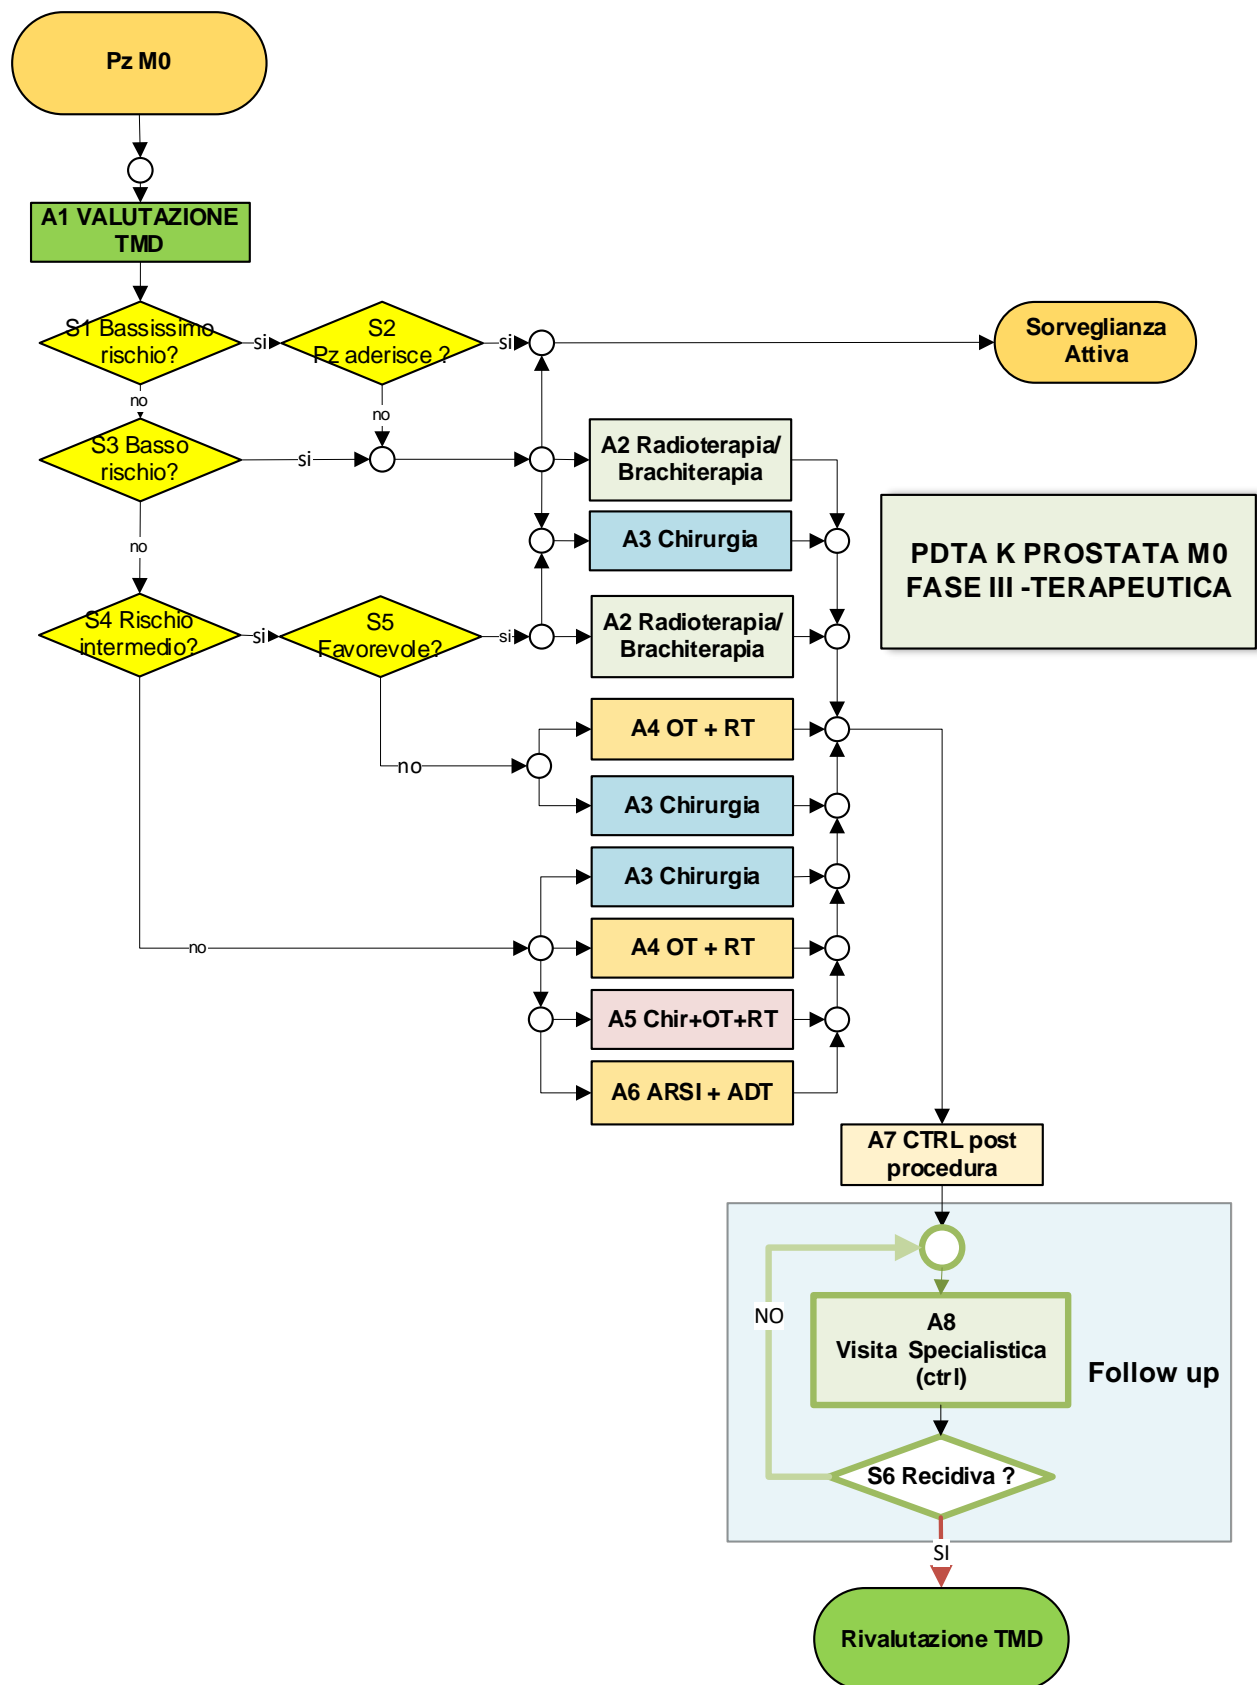 Pz M0
A1 VALUTAZIONE
TMD
S1 Bassissimo
rischio?
si
S2
Pz aderisce ?
si
Sorveglianza
Attiva
no
no
S3 Basso
rischio?
si
A2 Radioterapia/
Brachiterapia
no
A3 Chirurgia
PDTA K PROSTATA M0
FASE III -TERAPEUTICA
S4 Rischio
intermedio?
si
S5
Favorevole?
si
A2 Radioterapia/
Brachiterapia
A4 OT + RT
no
A3 Chirurgia
A3 Chirurgia
no
A4 OT + RT
A5 Chir+OT+RT
A6 ARSI + ADT
A7 CTRL post
procedura
NO
A8
Visita Specialistica
(ctrl)
Follow up
S6 Recidiva ?
SI
Rivalutazione TMD